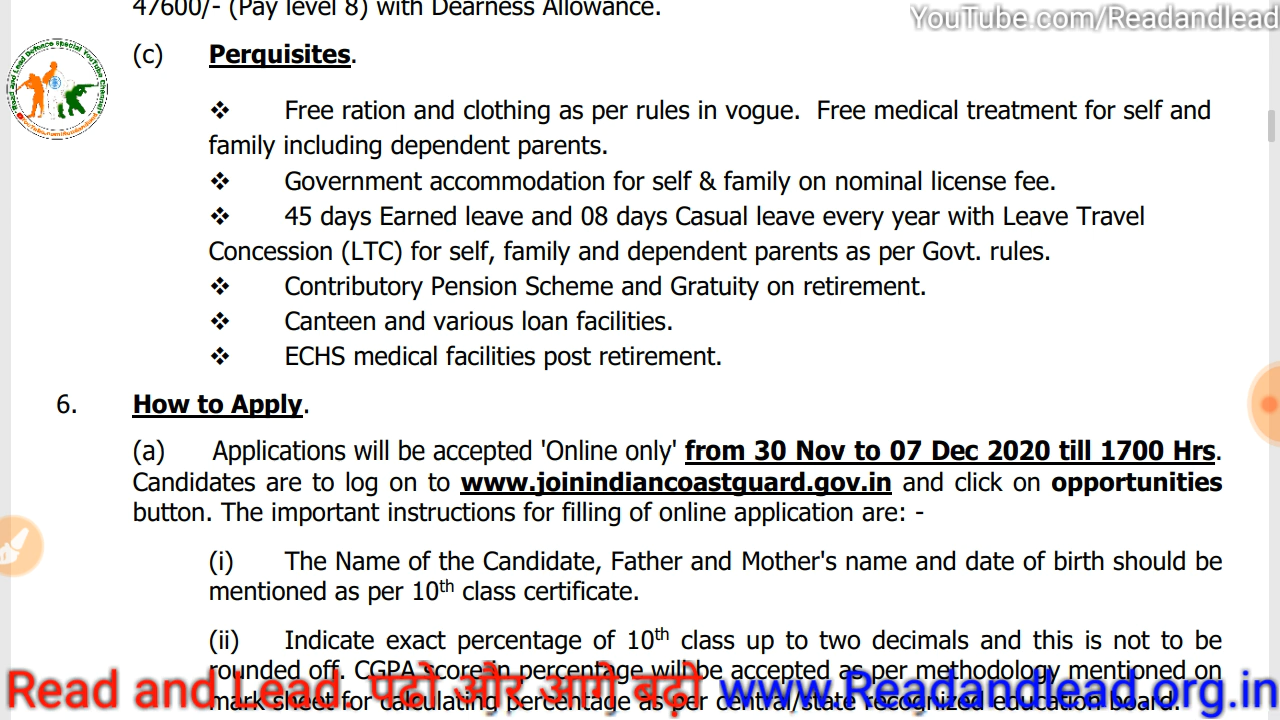 47600/- (Pay level 8) with Dearness Allowance.
YouTube.com/Readandlead
(c) Perquisites.
❖ Free ration and clothing as per rules in vogue. Free medical treatment for self and
family including dependent parents.
❖ Government accommodation for self & family on nominal license fee.
❖ 45 days Earned leave and 08 days Casual leave every year with Leave Travel
Concession (LTC) for self, family and dependent parents as per Govt. rules.
❖ Contributory Pension Scheme and Gratuity on retirement.
❖ Canteen and various loan facilities.
❖ ECHS medical facilities post retirement.
6. How to Apply.
(a) Applications will be accepted 'Online only' from 30 Nov to 07 Dec 2020 till 1700 Hrs.
Candidates are to log on to www.joinindiancoastguard.gov.in and click on opportunities
button. The important instructions for filling of online application are: -
(i) The Name of the Candidate, Father and Mother's name and date of birth should be
mentioned as per 10th class certificate.
(ii) Indicate exact percentage of 10th class up to two decimals and this is not to be
rounded off. CGPA score in percentage will be accepted as per methodology mentioned on
mark sheet for calculating percentage as per central/state recognized education board.
Read and Lead. पढ़ो और आगे बढ़ो www.Readandlead.org.in